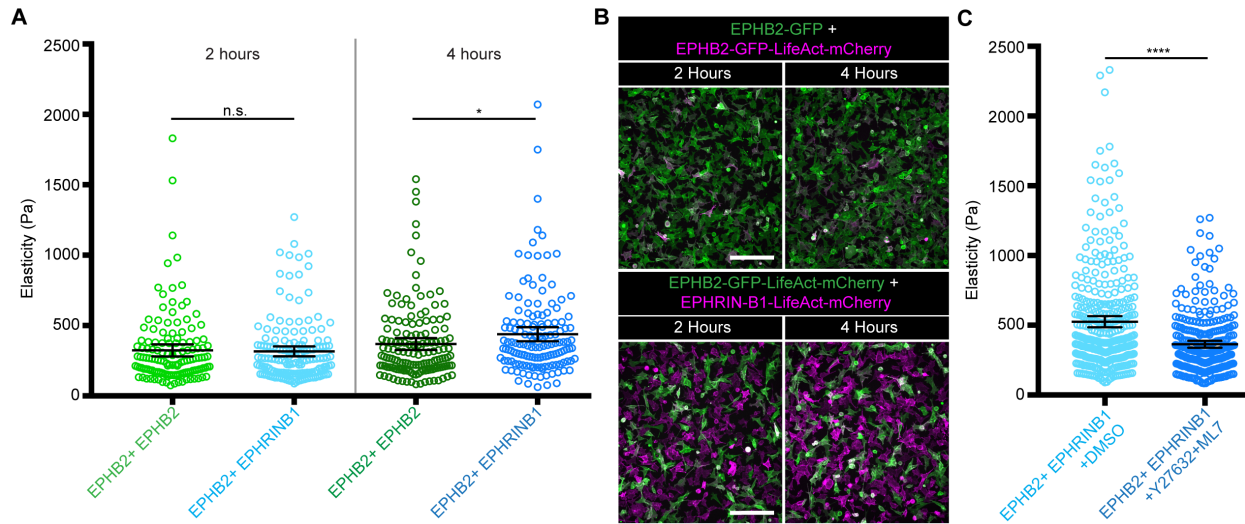 A
Elasticity (Pa)
2500
2000
1500
1000
500
0
2 hours
4 hours
n.s.
*
EPHB2+ EPHB2
EPHB2+ EPHRINB1
EPHB2+ EPHB2
EPHB2+ EPHRINB1
B
EPHB2-GFP +
EPHB2-GFP-LifeAct-mCherry
2 Hours
4 Hours
EPHB2-GFP-LifeAct-mCherry +
EPHRIN-B1-LifeAct-mCherry
2 Hours
4 Hours
C
Elasticity (Pa)
2500
2000
1500
1000
500
0
****
EPHB2+ EPHRINB1
+DMSO
EPHB2+ EPHRINB1
+Y27632+ML7